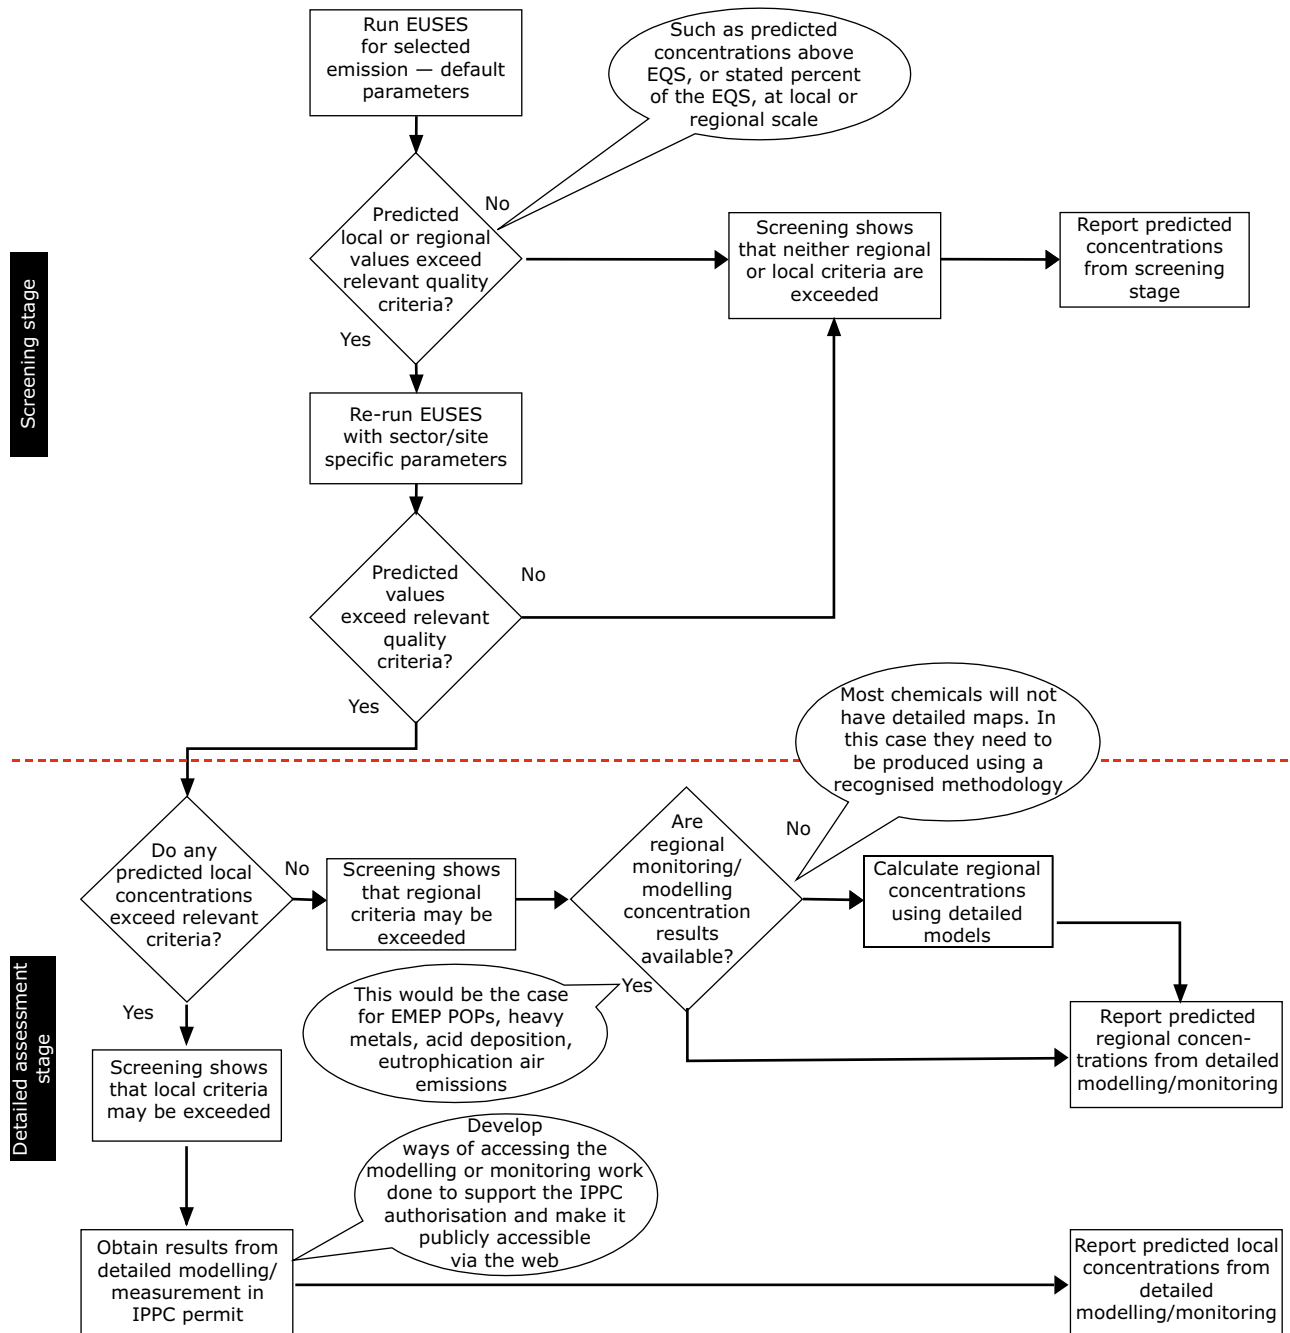 Run EUSES
for selected
emission — default
parameters
Such as predicted
concentrations above
EQS, or stated percent
of the EQS, at local or
regional scale
No
Predicted
local or regional
values exceed
relevant quality
criteria?
Yes
Screening shows
that neither regional
or local criteria are
exceeded
Report predicted
concentrations
from screening
stage
Screening stage
Re-run EUSES
with sector/site
specific parameters
Predicted
values
exceed relevant
quality
criteria?
No
Yes
Most chemicals will not
have detailed maps. In
this case they need to
be produced using a
recognised methodology
Do any
predicted local
concentrations
exceed relevant
criteria?
No
Screening shows
that regional
criteria may be
exceeded
Are
regional
monitoring/
modelling
concentration
results
available?
No
Calculate regional
concentrations
using detailed
models
Yes
Yes
This would be the case
for EMEP POPs, heavy
metals, acid deposition,
eutrophication air
emissions
Report predicted
regional concen-
trations from detailed
modelling/monitoring
Detailed assessment
stage
Screening shows
that local criteria
may be exceeded
Develop
ways of accessing the
modelling or monitoring work
done to support the IPPC
authorisation and make it
publicly accessible
via the web
Obtain results from
detailed modelling/
measurement in
IPPC permit
Report predicted local
concentrations from
detailed
modelling/monitoring